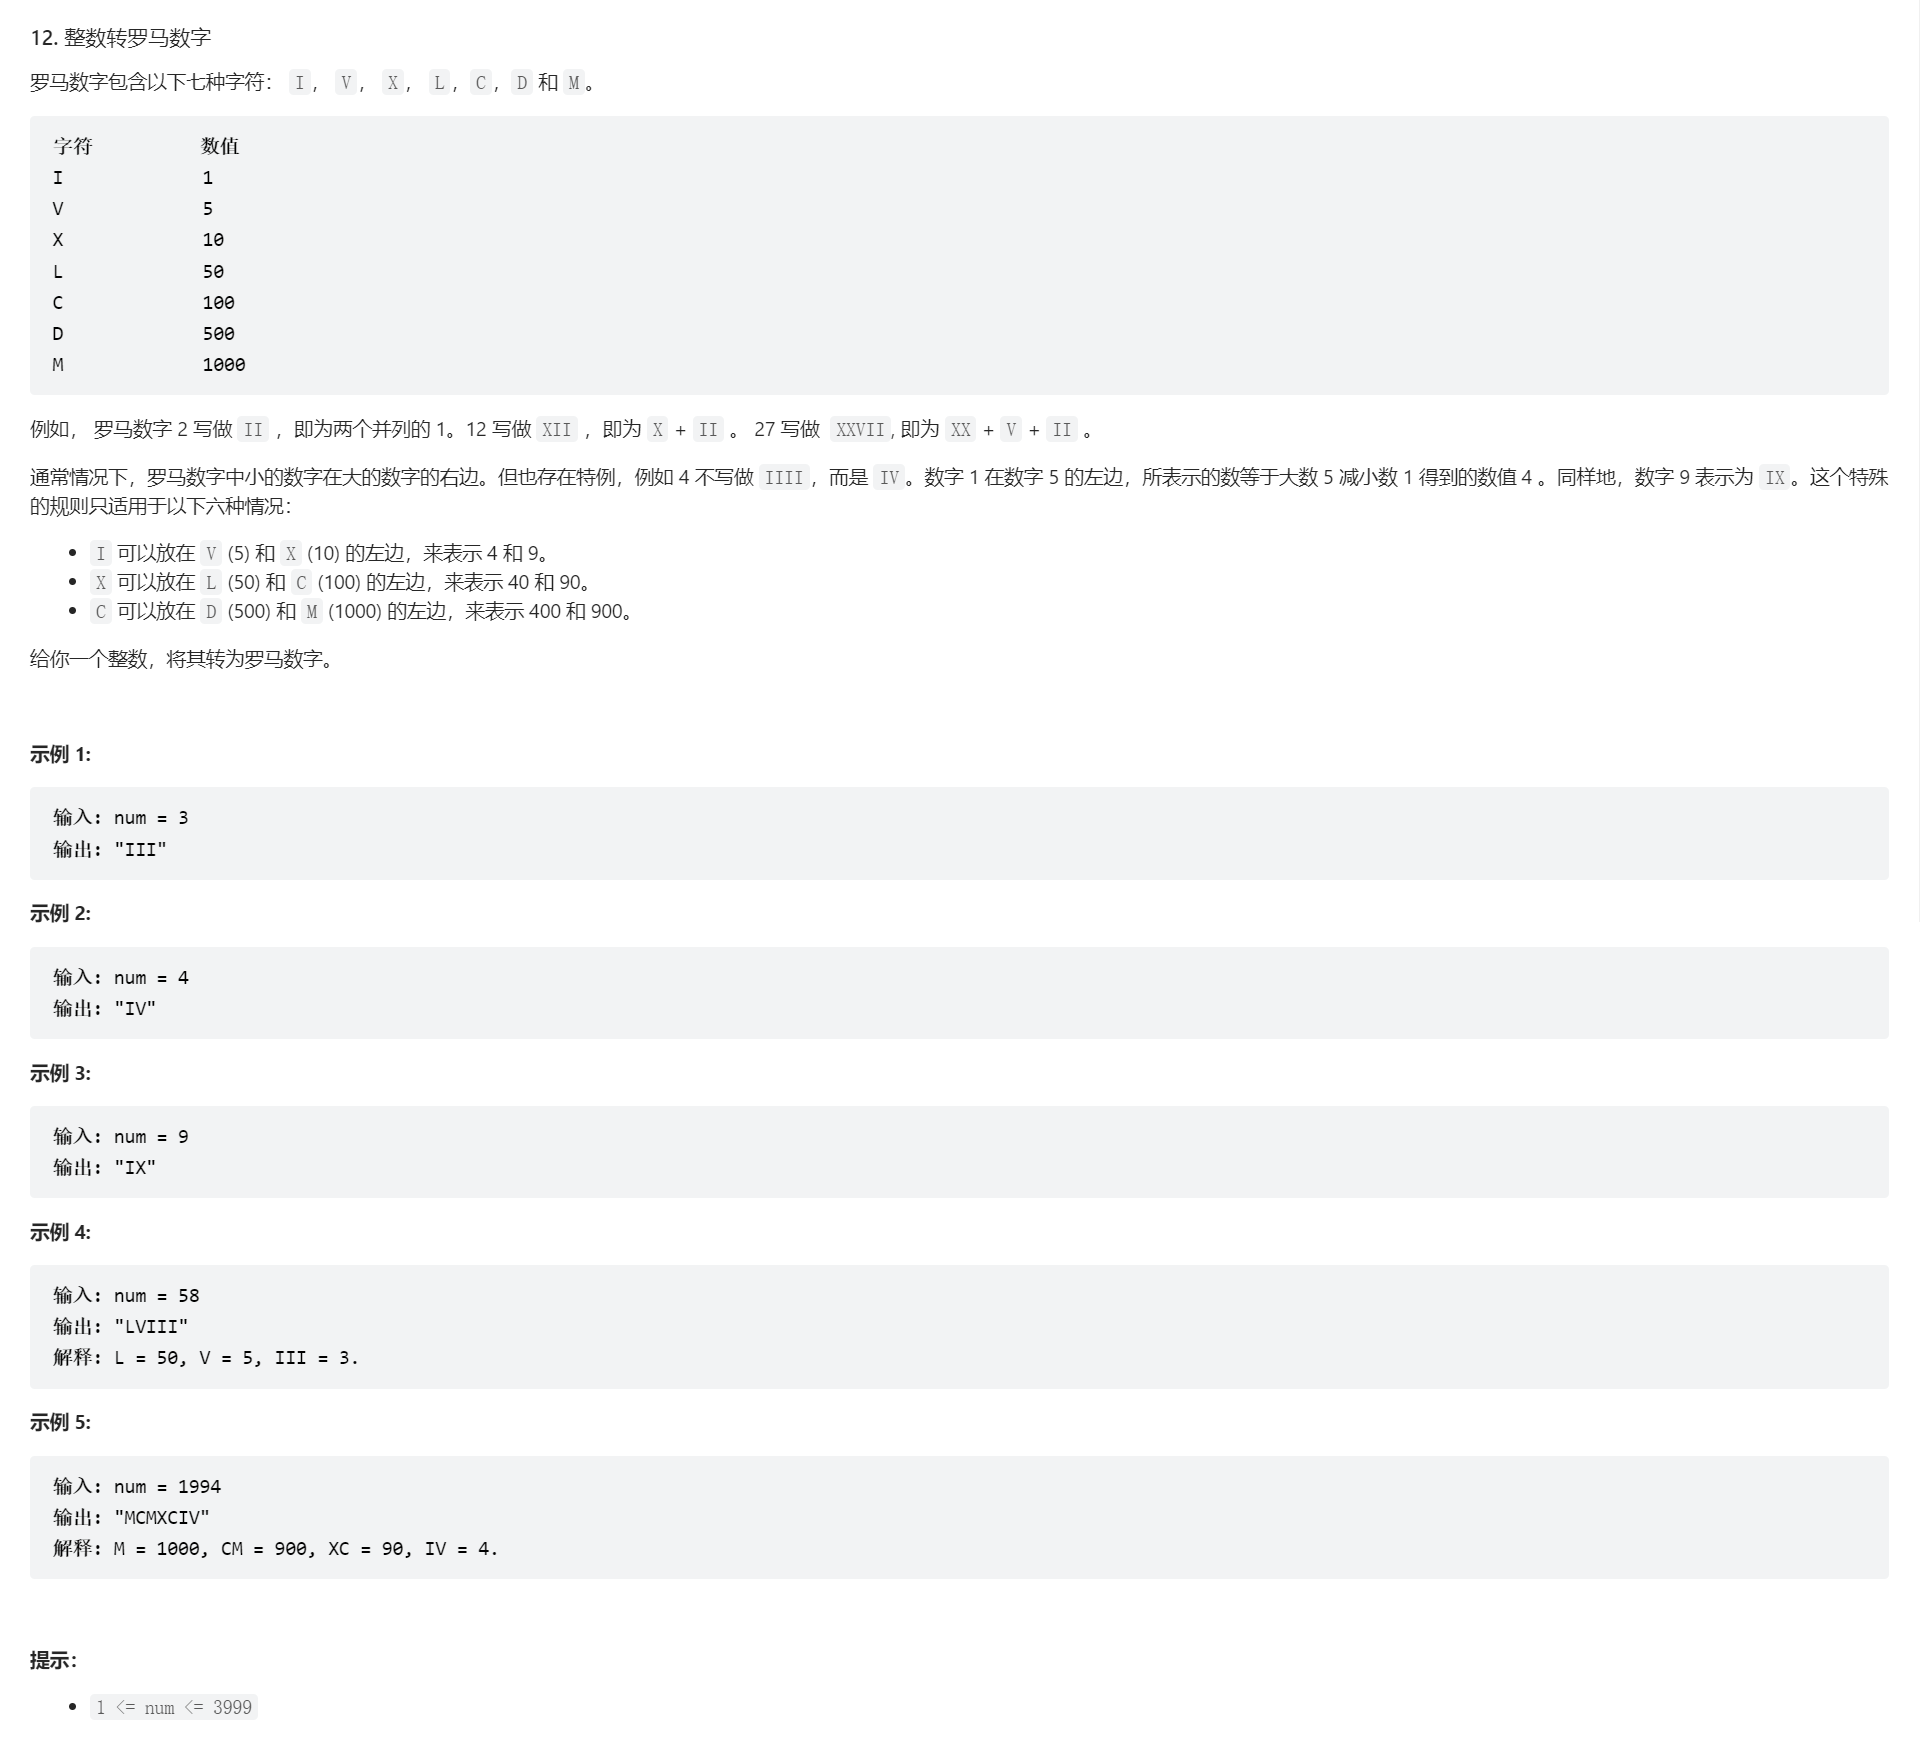 12. 整数转罗马数字
罗马数字包含以下七种字符： I， V， X， L，C，D 和 M。
字符 数值
I 1
V 5
X 10
L 50
C 100
D 500
M 1000
例如， 罗马数字 2 写做 II ，即为两个并列的 1。12 写做 XII ，即为 X + II 。 27 写做 XXVII, 即为 XX + V + II 。
通常情况下，罗马数字中小的数字在大的数字的右边。但也存在特例，例如 4 不写做 IIII，而是 IV。数字 1 在数字 5 的左边，所表示的数等于大数 5 减小数 1 得到的数值 4 。同样地，数字 9 表示为 IX。这个特殊
的规则只适用于以下六种情况：
• I 可以放在 V (5) 和 X (10) 的左边，来表示 4 和 9。
• X 可以放在 L (50) 和 C (100) 的左边，来表示 40 和 90。
• C 可以放在 D (500) 和 M (1000) 的左边，来表示 400 和 900。
给你一个整数，将其转为罗马数字。
示例 1:
输入: num = 3
输出: "III"
示例 2:
输入: num = 4
输出: "IV"
示例 3:
输入: num = 9
输出: "IX"
示例 4:
输入: num = 58
输出: "LVIII"
解释: L = 50, V = 5, III = 3.
示例 5:
输入: num = 1994
输出: "MCMXCIV"
解释: M = 1000, CM = 900, XC = 90, IV = 4.
提示：
• 1 <= num <= 3999